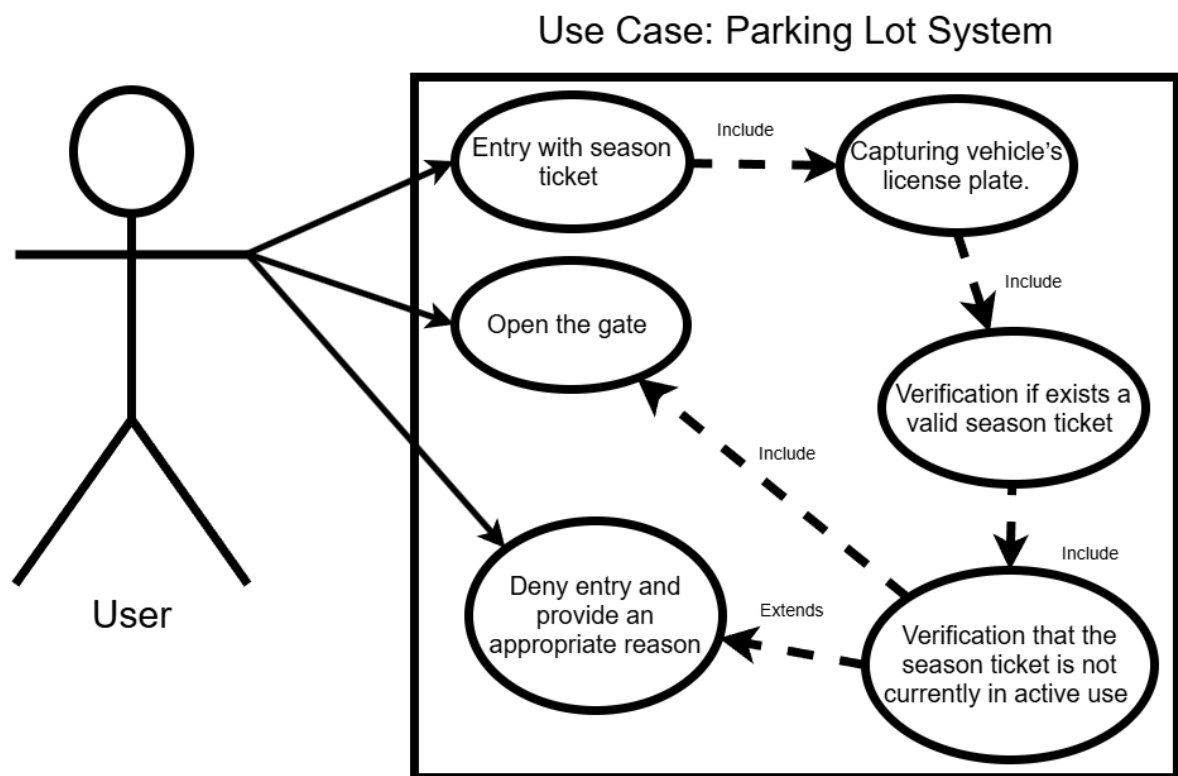 Use Case: Parking Lot System
Entry with season
ticket
Include
Capturing vehicle's
license plate.
Include
Open the gate
Verification if exists a
valid season ticket
Include
Include
Deny entry and
provide an
appropriate reason
Extends
Verification that the
season ticket is not
currently in active use
User